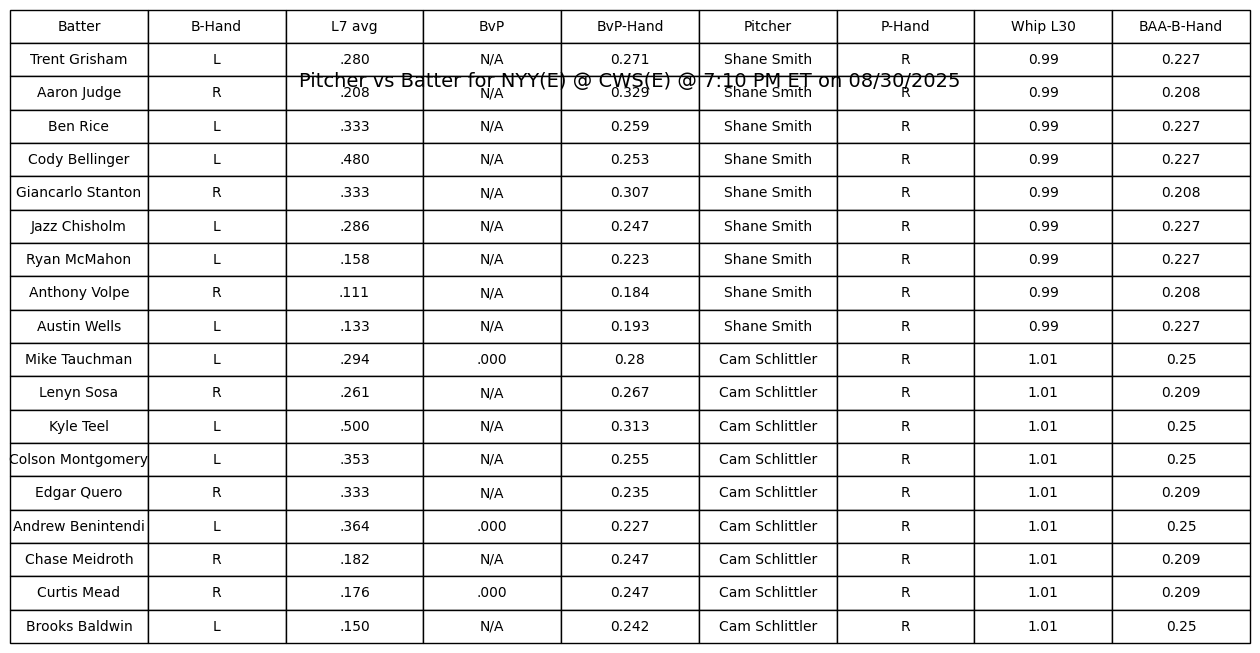 Batter B-Hand L7 avg BvP BvP-Hand Pitcher P-Hand Whip L30 BAA-B-Hand
Trent Grisham L .280 N/A 0.271 Shane Smith R 0.99 0.227
Pitcher vs Batter for NYY(E) @ CWS(E) @ 7:10 PM ET on 08/30/2025
Aaron Judge R .208 N/A 0.329 Shane Smith R 0.99 0.208
Ben Rice L .333 N/A 0.259 Shane Smith R 0.99 0.227
Cody Bellinger L .480 N/A 0.253 Shane Smith R 0.99 0.227
Giancarlo Stanton R .333 N/A 0.307 Shane Smith R 0.99 0.208
Jazz Chisholm L .286 N/A 0.247 Shane Smith R 0.99 0.227
Ryan McMahon L .158 N/A 0.223 Shane Smith R 0.99 0.227
Anthony Volpe R .111 N/A 0.184 Shane Smith R 0.99 0.208
Austin Wells L .133 N/A 0.193 Shane Smith R 0.99 0.227
Mike Tauchman L .294 .000 0.28 Cam Schlittler R 1.01 0.25
Lenyn Sosa R .261 N/A 0.267 Cam Schlittler R 1.01 0.209
Kyle Teel L .500 N/A 0.313 Cam Schlittler R 1.01 0.25
Colson Montgomery L .353 N/A 0.255 Cam Schlittler R 1.01 0.25
Edgar Quero R .333 N/A 0.235 Cam Schlittler R 1.01 0.209
Andrew Benintendi L .364 .000 0.227 Cam Schlittler R 1.01 0.25
Chase Meidroth R .182 N/A 0.247 Cam Schlittler R 1.01 0.209
Curtis Mead R .176 .000 0.247 Cam Schlittler R 1.01 0.209
Brooks Baldwin L .150 N/A 0.242 Cam Schlittler R 1.01 0.25